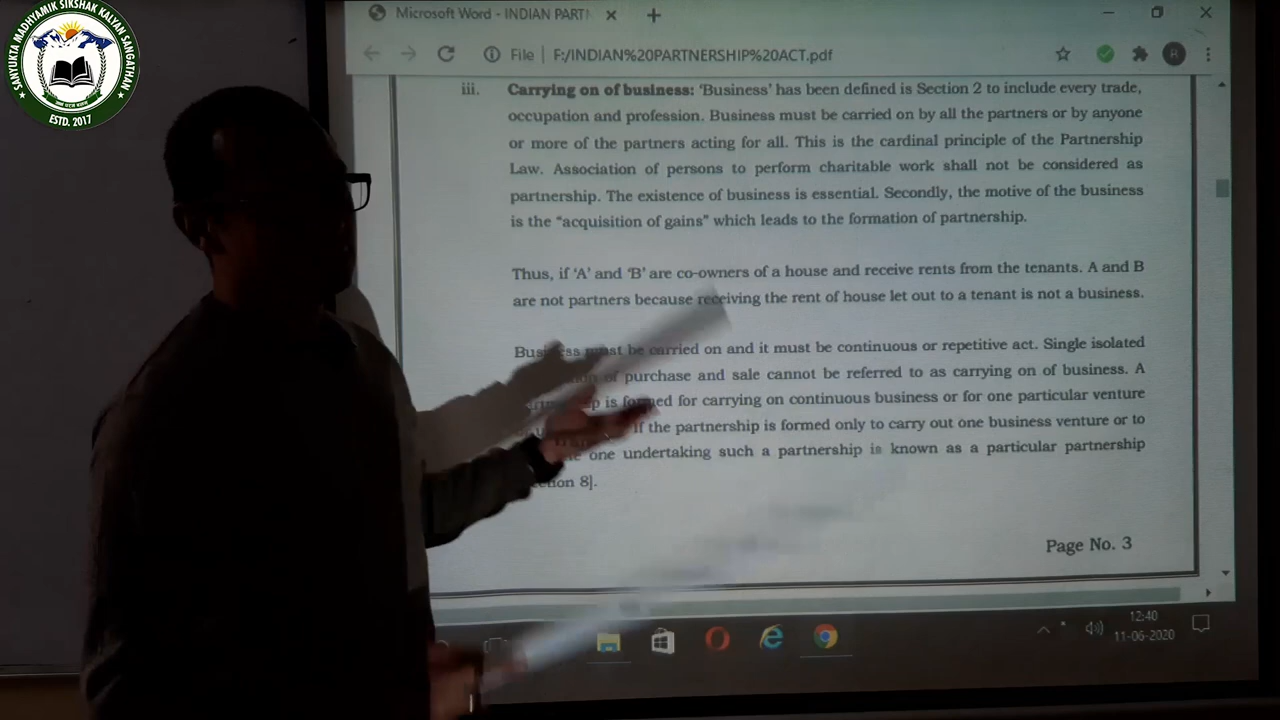 SANYUKTA MADHYAMIK SIKSHAK KALYAN SANGATHAN
ESTD. 2017
Microsoft Word - INDIAN PART
File F:/INDIAN%20PARTNERSHIP%20ACT.pdf
iii. Carrying on of business: ‘Business’ has been defined is Section 2 to include every trade,
occupation and profession. Business must be carried on by all the partners or by anyone
or more of the partners acting for all. This is the cardinal principle of the Partnership
Law. Association of persons to perform charitable work shall not be considered as
partnership. The existence of business is essential. Secondly, the motive of the business
is the “acquisition of gains” which leads to the formation of partnership.
Thus, if ‘A’ and ‘B’ are co-owners of a house and receive rents from the tenants. A and B
are not partners because receiving the rent of house let out to a tenant is not a business.
Business must be carried on and it must be continuous or repetitive act. Single isolated
of purchase and sale cannot be referred to as carrying on of business. A
is formed for carrying on continuous business or for one particular venture
If the partnership is formed only to carry out one business venture or to
one undertaking such a partnership is known as a particular partnership
8].
Page No. 3
12:40
11-06-2020